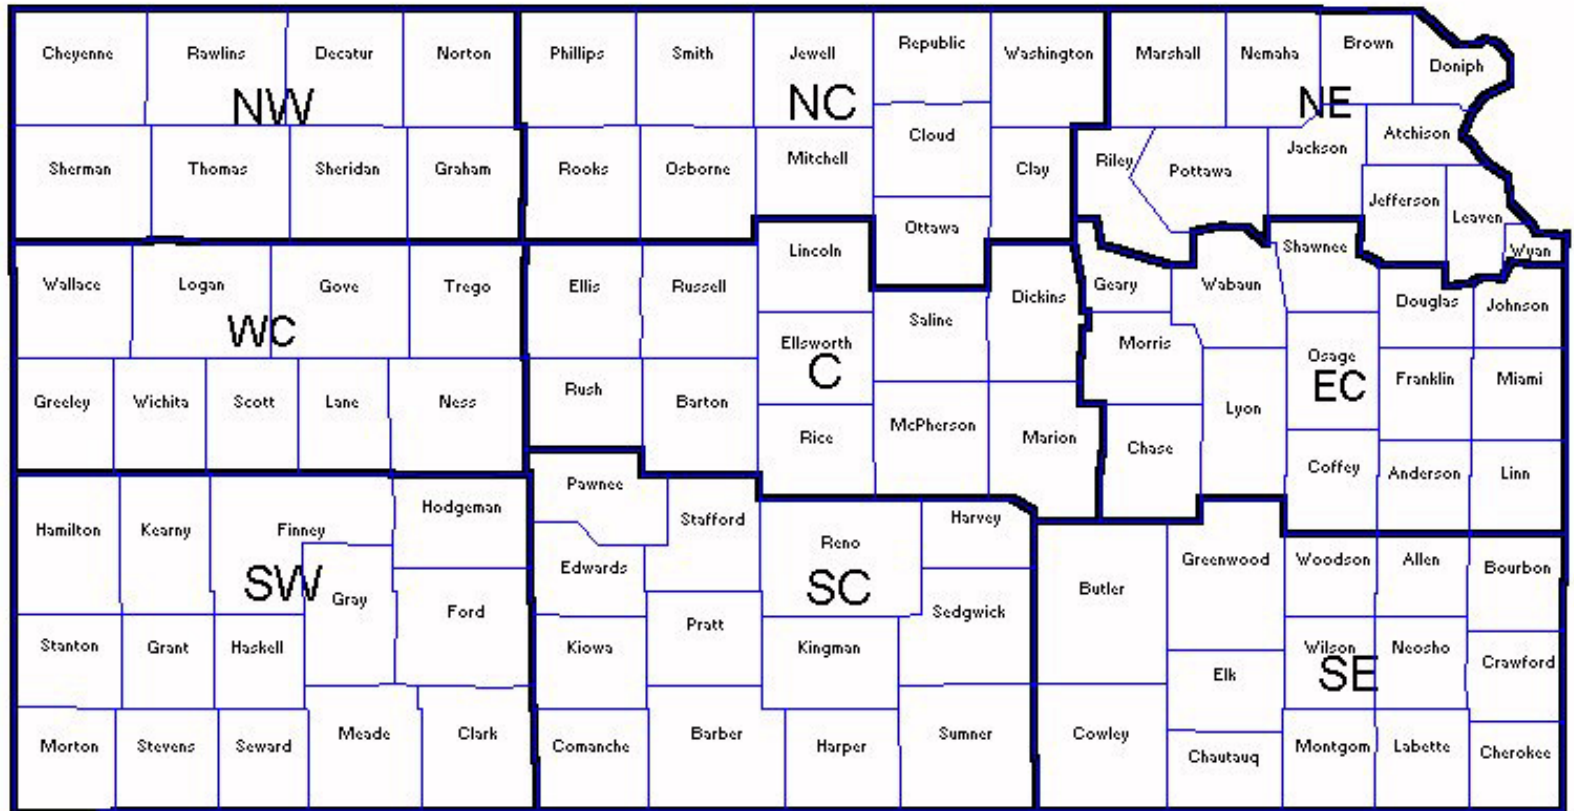 Cheyenne Rawlins Decatur Norton Phillips Smith Jewell Republic Washington Marshall Nemaha Brown Doniph
NW NC NE
Sherman Thomas Sheridan Graham Rooks Osborne Mitchell Cloud Clay Riley Pottawa Jackson Atchison
Jefferson Leaven
Ottawa
Wyan
Wallace Logan Gove Trego Ellis Russell Lincoln Saline Dickins Geary Wabaun Shawnee Douglas Johnson
WC C EC
Greeley Wichita Scott Lane Ness Rush Barton Ellsworth Morris Osage Franklin Miami
Rice McPherson Marion Chase Lyon Coffey Anderson Linn
Hamilton Kearny Finney Hodgeman Pawnee Stafford Reno Harvey Butler Greenwood Woodson Allen Bourbon
SW SC SE
Gray Ford Edwards Pratt Sedgwick
Stanton Grant Haskell Kiowa Kingman Elk Wilson Neosho Crawford
Morton Stevens Seward Meade Clark Comanche Barber Harper Sumner Cowley Chautauq Montgom Labette Cherokee